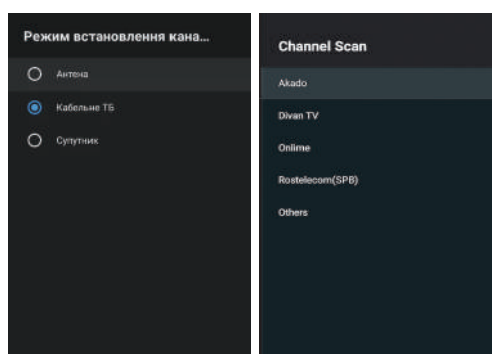 Режим встановлення кана...
Антена
Кабельне ТБ
Супутник
Channel Scan
Akado
Divan TV
Onlime
Rostelecom(SPB)
Others